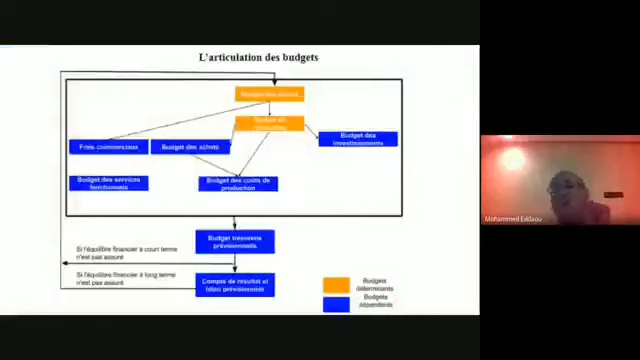 L'articulation des budgets
Budget des ventes
Budget de
production
Frais commerciaux
Budget des achats
Budget des
investissements
Budget des services
fonctionnels
Budget des coûts de
production
Budget trésorerie
prévisionnels
Si l'équilibre financier à court terme
n'est pas assuré
Si l'équilibre financier à long terme
n'est pas assuré
Compte de résultat et
bilan prévisionnels
Budgets
déterminants
Budgets
dépendants
Mohammed Eddaou